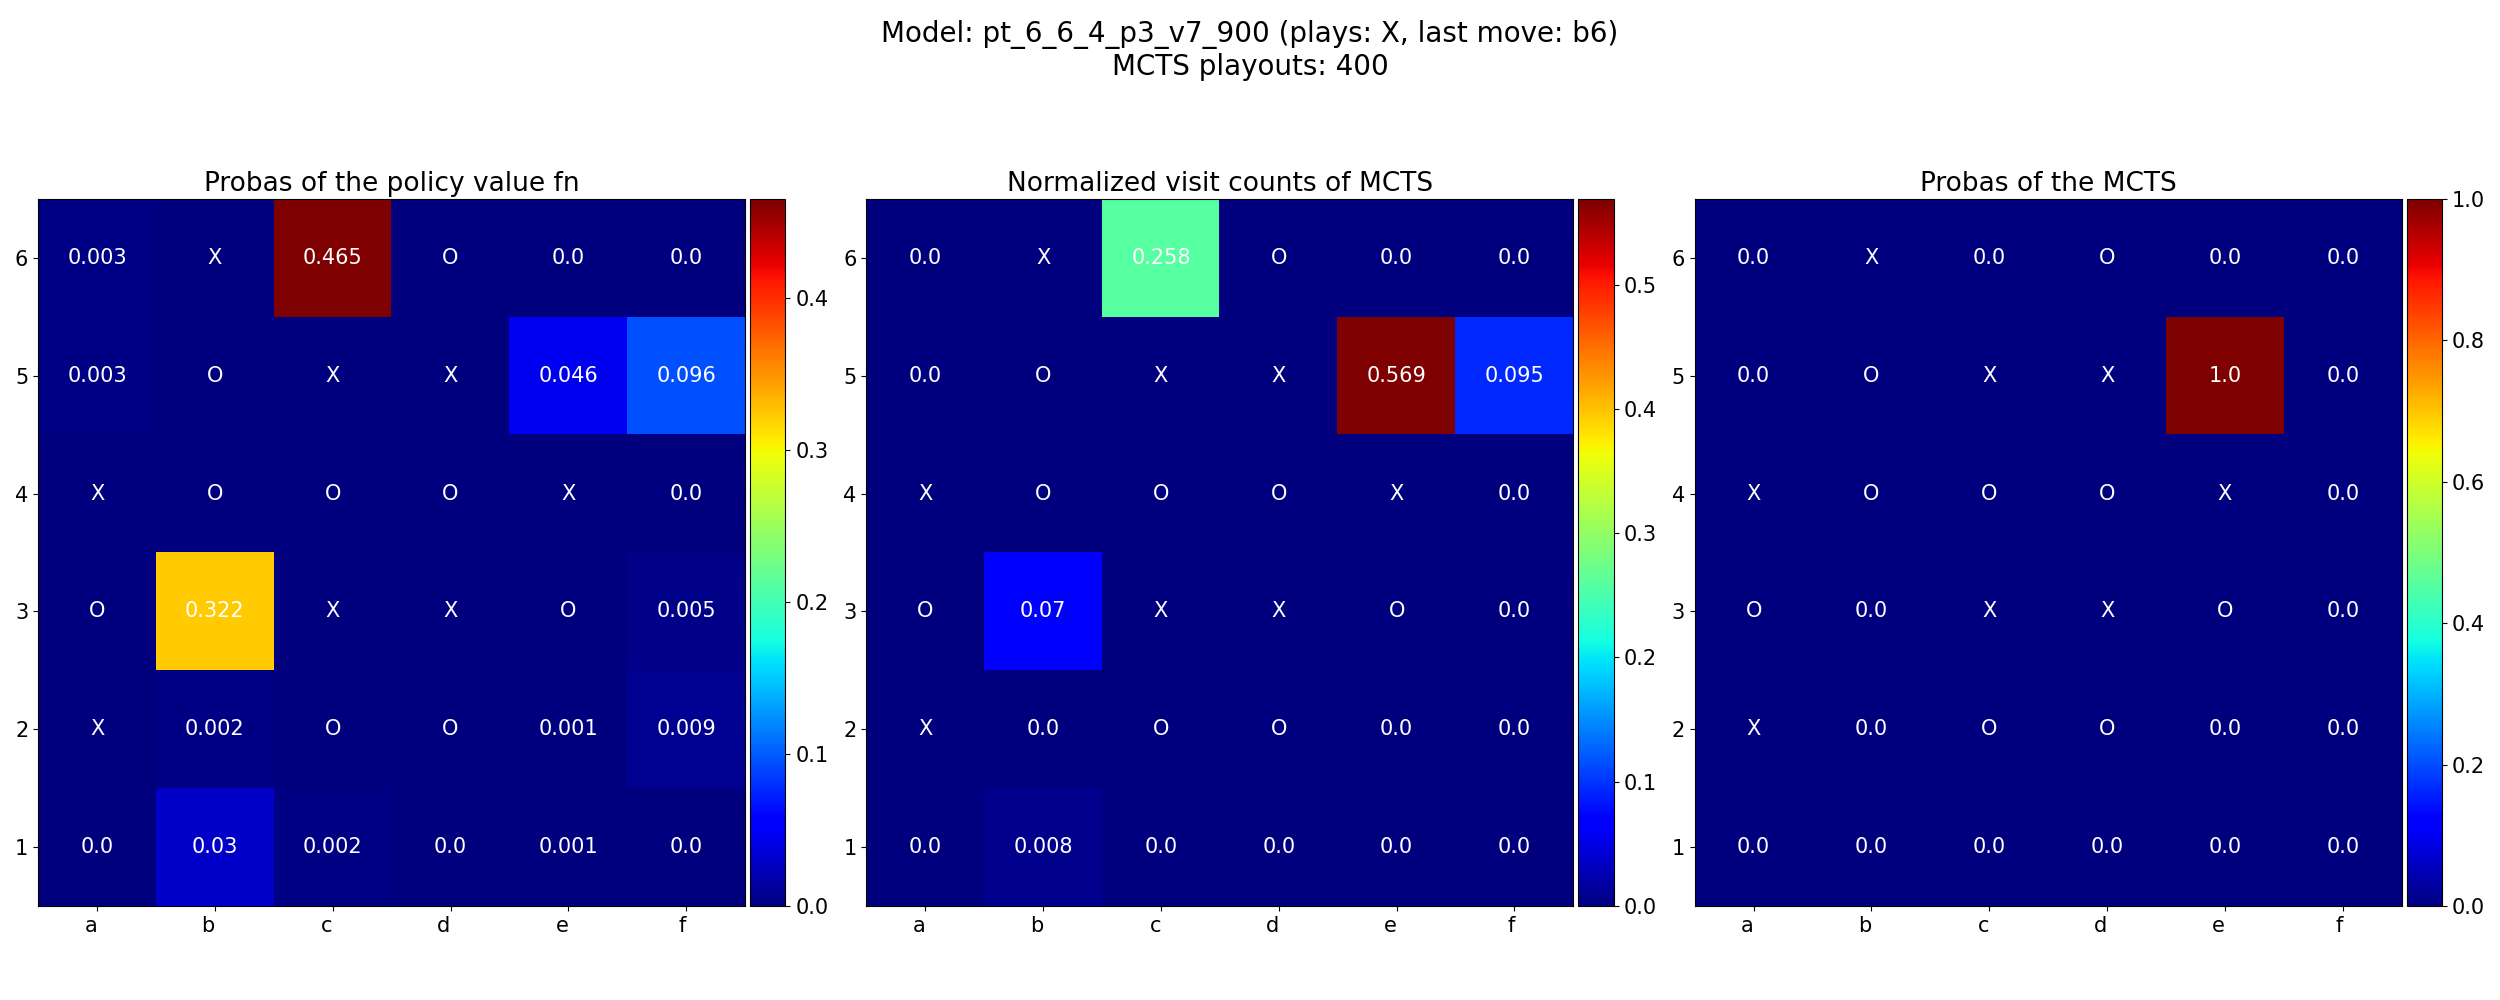 Model: pt_6_6_4_p3_v7_900 (plays: X, last move: b6)
MCTS playouts: 400
Probas of the policy value fn
6 0.003 X 0.465 O 0.0 0.0
5 0.003 O X X 0.046 0.096
4 X O O O X 0.0
3 O 0.322 X X O 0.005
2 X 0.002 O O 0.001 0.009
1 0.0 0.03 0.002 0.0 0.001 0.0
a b c d e f
0.4
0.3
0.2
0.1
0.0
Normalized visit counts of MCTS
6 0.0 X 0.258 O 0.0 0.0
5 0.0 O X X 0.569 0.095
4 X O O O X 0.0
3 O 0.07 X X O 0.0
2 X 0.0 O O 0.0 0.0
1 0.0 0.008 0.0 0.0 0.0 0.0
a b c d e f
0.5
0.4
0.3
0.2
0.1
0.0
Probas of the MCTS
6 0.0 X 0.0 O 0.0 0.0
5 0.0 O X X 1.0 0.0
4 X O O O X 0.0
3 O 0.0 X X O 0.0
2 X 0.0 O O 0.0 0.0
1 0.0 0.0 0.0 0.0 0.0 0.0
a b c d e f
1.0
0.8
0.6
0.4
0.2
0.0